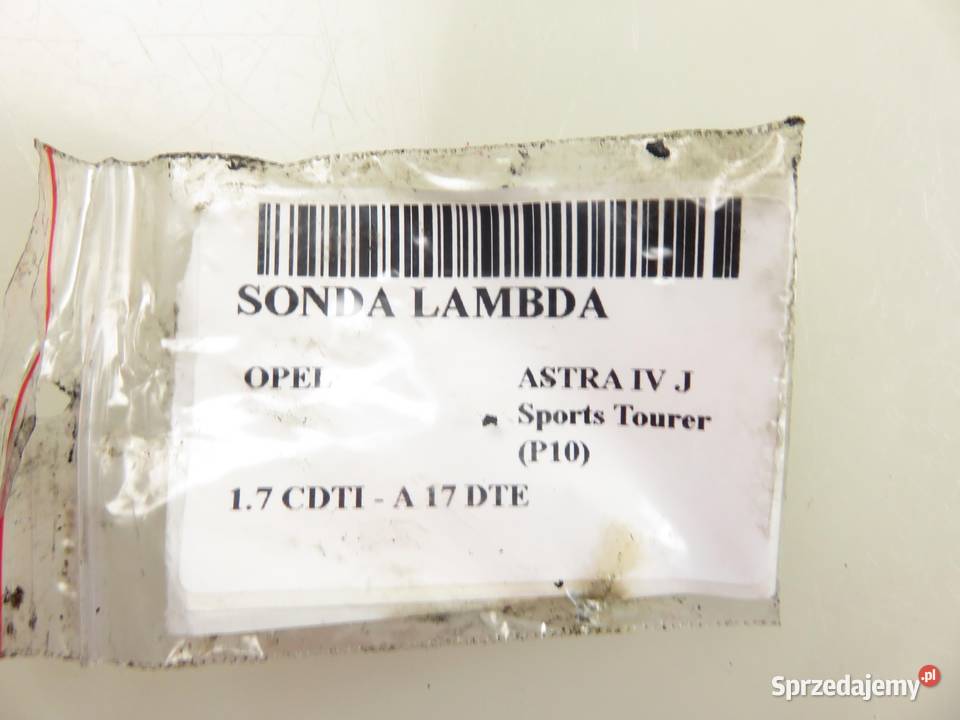 SONDA LAMBDA
OPEL ASTRA IV J
Sports Tourer
(P10)
1.7 CDTI - A 17 DTE
Sprzedajemy.pl